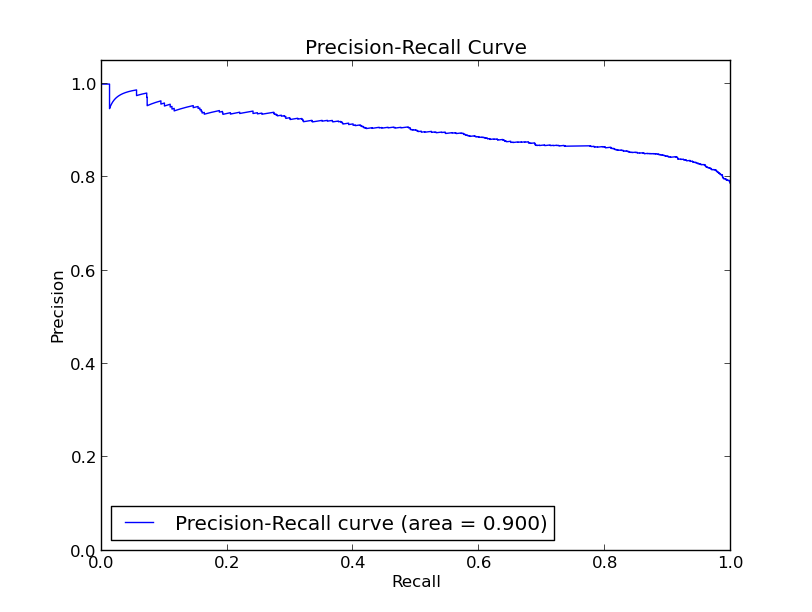 Precision-Recall Curve
1.0
0.8
0.6
0.4
0.2
0.0
Precision
Precision-Recall curve (area = 0.900)
0.0 0.2 0.4 0.6 0.8 1.0
Recall